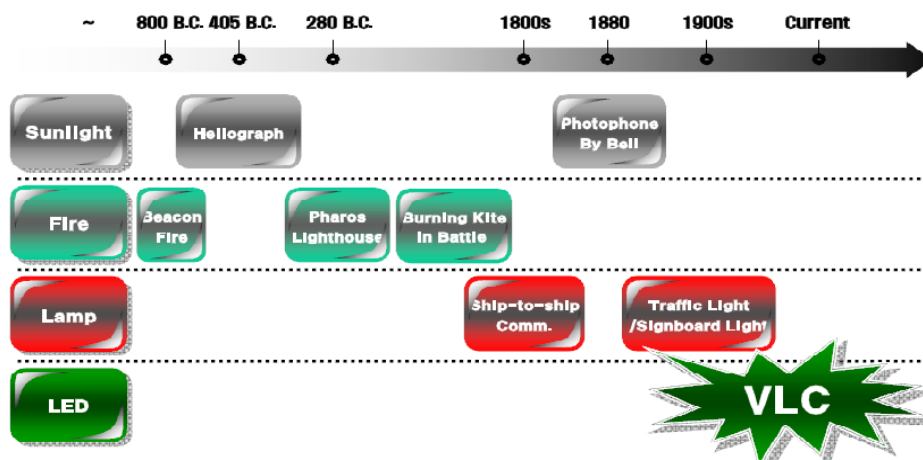 ~ 800 B.C. 405 B.C. 280 B.C. 1800s 1880 1900s Current
Sunlight
Heliograph
Photophone
By Bell
Fire
Beacon
Fire
Pharos
Lighthouse
Burning Kite
In Battle
Lamp
Ship-to-ship
Comm.
Traffic Light
/Signboard Light
LED
VLC